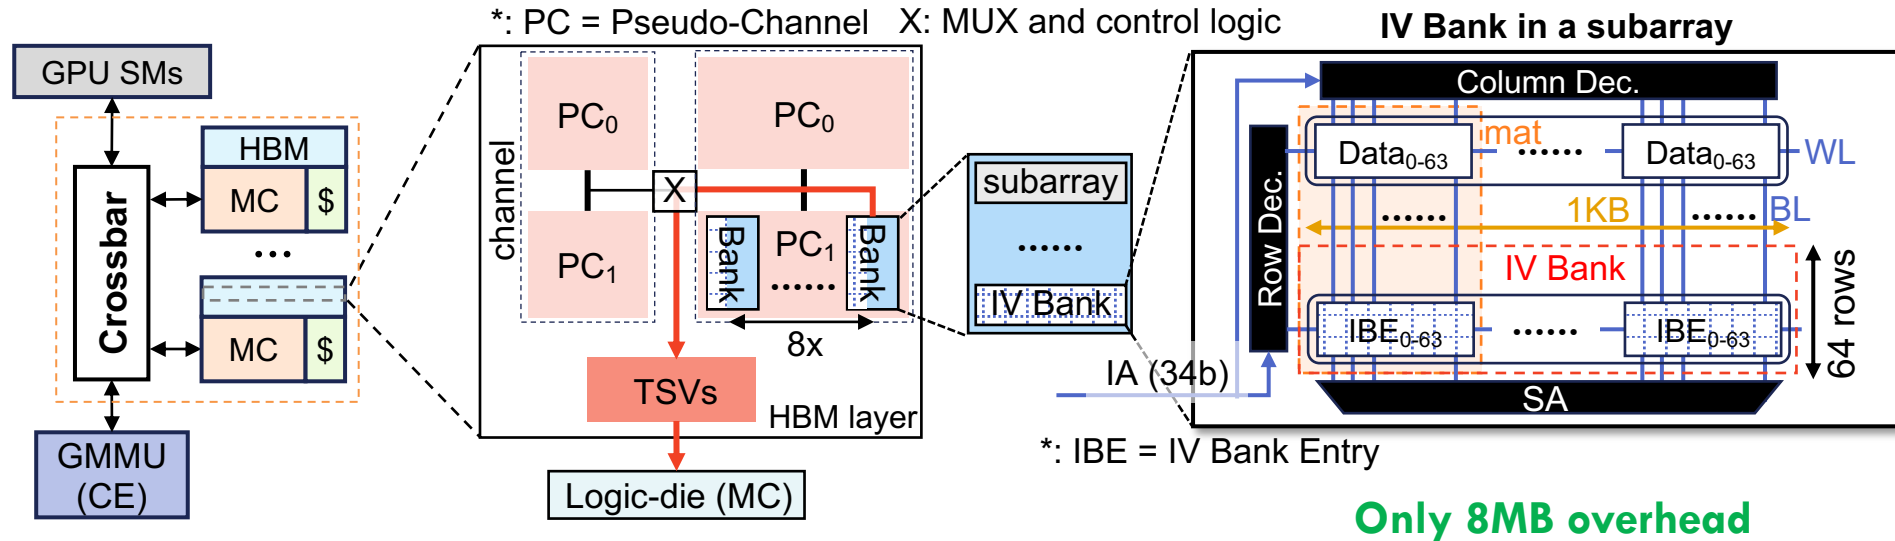 *: PC = Pseudo-Channel X: MUX and control logic
IV Bank in a subarray
GPU SMs
HBM
MC $
Crossbar
...
MC $
GMMU
(CE)
channel
PC0
PC0
X
PC1
PC1
Bank
Bank
......
8x
TSVs
HBM layer
Logic-die (MC)
subarray
......
IV Bank
Column Dec.
Row Dec.
mat
Data0-63 ...... Data0-63 WL
...... 1KB ...... BL
IV Bank
IBE0-63 ...... IBE0-63
64 rows
IA (34b)
SA
*: IBE = IV Bank Entry
Only 8MB overhead